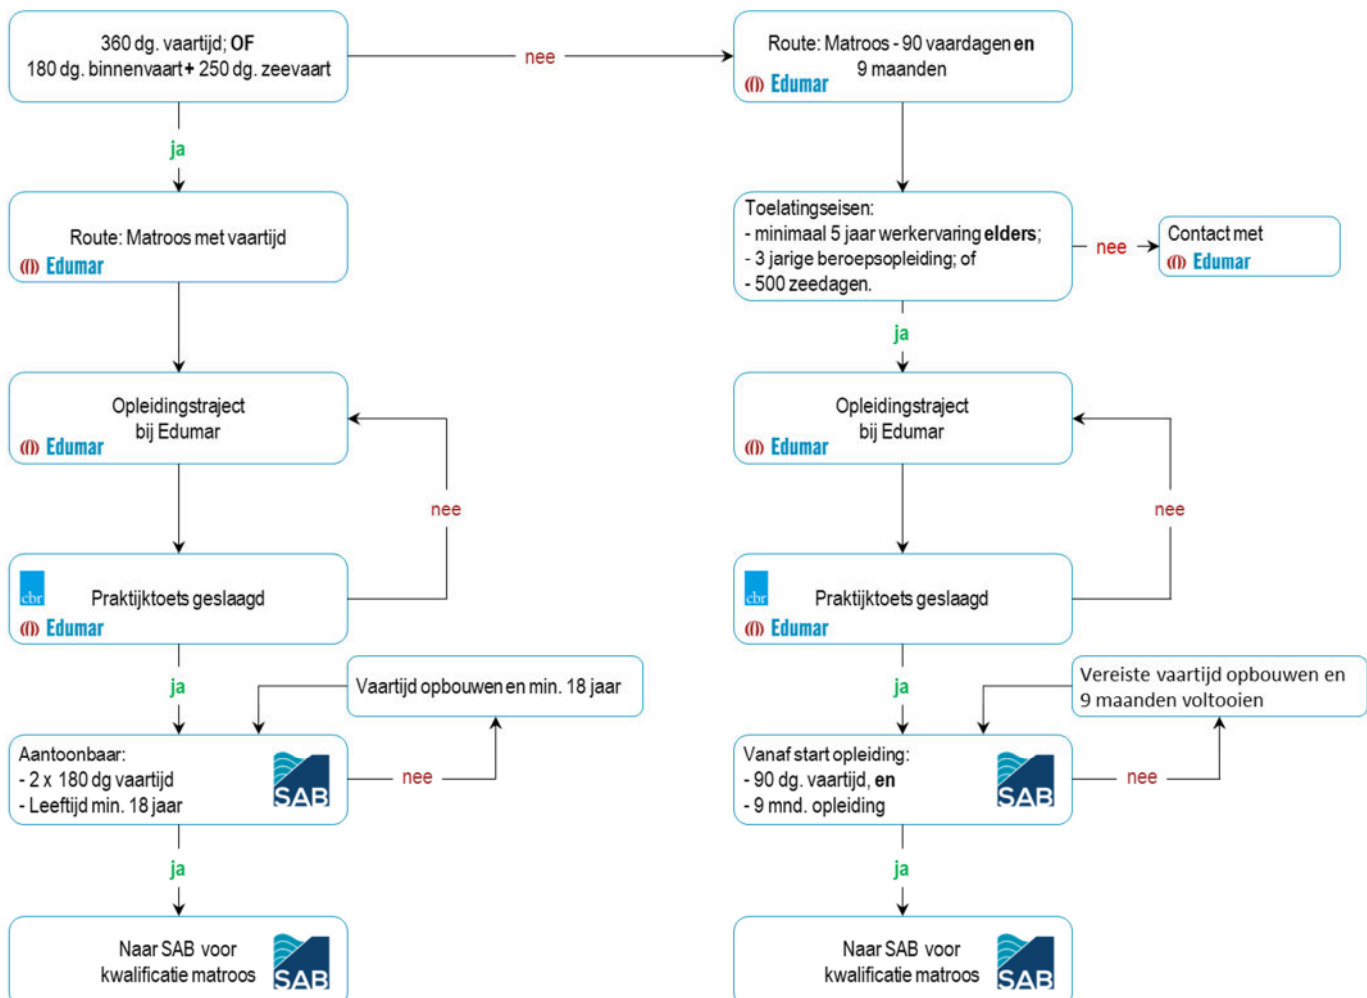 360 dg. vaartijd; OF
180 dg. binnenvaart + 250 dg. zeevaart
nee
Route: Matroos - 90 vaardagen en
9 maanden
Edumar
ja
Route: Matroos met vaartijd
Edumar
Toelatingseisen:
- minimaal 5 jaar werkervaring elders;
- 3 jarige beroepsopleiding; of
- 500 zeedagen.
nee
Contact met
Edumar
ja
Opleidingstraject
bij Edumar
Edumar
Opleidingstraject
bij Edumar
Edumar
nee
nee
cbr
Praktijktoets geslaagd
Edumar
cbr
Praktijktoets geslaagd
Edumar
ja
Vaartijd opbouwen en min. 18 jaar
ja
Vereiste vaartijd opbouwen en
9 maanden voltooien
Aantoonbaar:
- 2 x 180 dg vaartijd
- Leeftijd min. 18 jaar
SAB
nee
Vanaf start opleiding:
- 90 dg. vaartijd, en
- 9 mnd. opleiding
SAB
nee
ja
ja
Naar SAB voor
kwalificatie matroos
SAB
Naar SAB voor
kwalificatie matroos
SAB